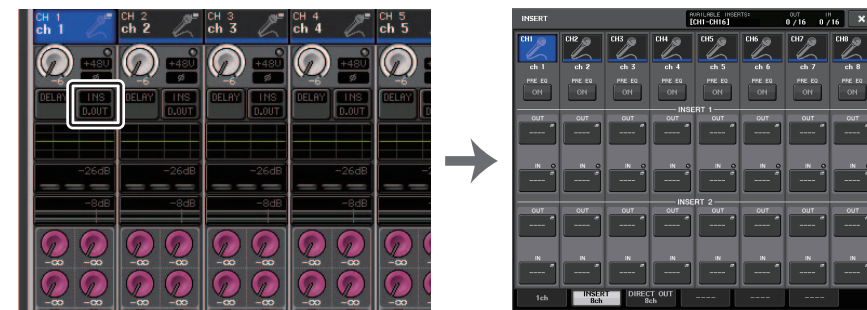 CH 1 CH 2 CH 3 CH 4 CH 5
ch 1 ch 2 ch 3 ch 4 ch 5
+48V +48V +48V +48V
-6 -6 -6 -6 -6
ø ø ø ø
DELAY INS DELAY INS DELAY INS DELAY INS DELAY
D.OUT D.OUT D.OUT D.OUT D
-26dB -26dB -26dB -26dB
-8dB -8dB -8dB -8dB
-∞ -∞ -∞ -∞ -∞ -∞ -∞ -∞ -∞
-∞ -∞ -∞ -∞ -∞ -∞ -∞ -∞ -∞
INSERT
AVAILABLE INSERTS: OUT IN
[CH1-CH16] 0 /16 0 /16 ×
CH1 CH2 CH3 CH4 CH5 CH6 CH7 CH8
ch 1 ch 2 ch 3 ch 4 ch 5 ch 6 ch 7 ch 8
PRE EQ PRE EQ PRE EQ PRE EQ PRE EQ PRE EQ PRE EQ PRE EQ
ON ON ON ON ON ON ON ON
INSERT 1
OUT OUT OUT OUT OUT OUT OUT OUT
---- ---- ---- ---- ---- ---- ---- ----
IN IN IN IN IN IN IN IN
---- ---- ---- ---- ---- ---- ---- ----
INSERT 2
OUT OUT OUT OUT OUT OUT OUT OUT
---- ---- ---- ---- ---- ---- ---- ----
IN IN IN IN IN IN IN IN
---- ---- ---- ---- ---- ---- ---- ----
1ch INSERT 8ch DIRECT OUT 8ch ---- ---- ----